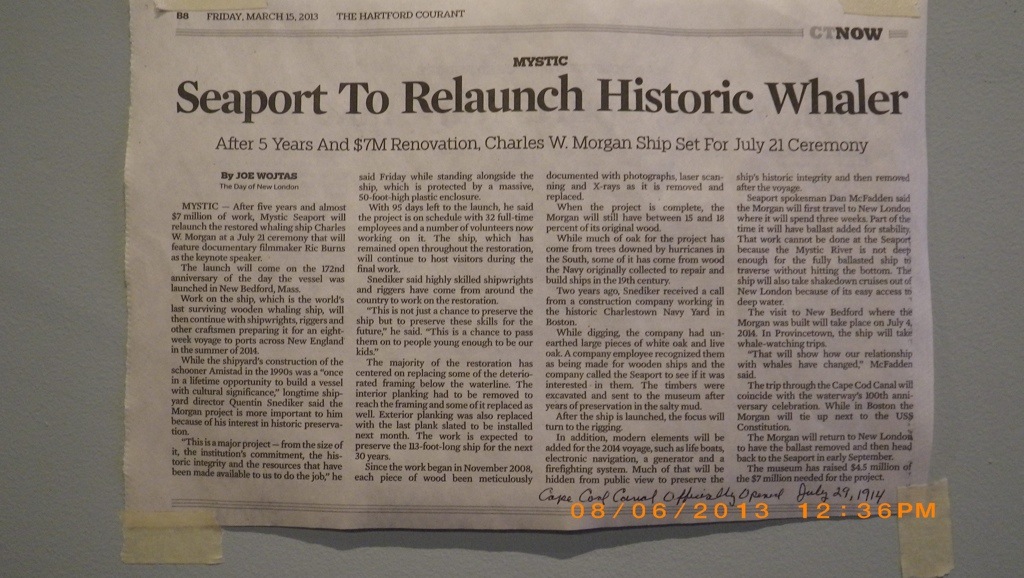 B8 FRIDAY, MARCH 15, 2013 THE HARTFORD COURANT
CTNOW
MYSTIC
Seaport To Relaunch Historic Whaler
After 5 Years And $7M Renovation, Charles W. Morgan Ship Set For July 21 Ceremony
By JOE WOJTAS
The Day of New London
MYSTIC — After five years and almost
$7 million of work, Mystic Seaport will
relaunch the restored whaling ship Charles
W. Morgan at a July 21 ceremony that will
feature documentary filmmaker Ric Burns
as the keynote speaker.
The launch will come on the 172nd
anniversary of the day the vessel was
launched in New Bedford, Mass.
Work on the ship, which is the world's
last surviving wooden whaling ship, will
then continue with shipwrights, riggers and
other craftsmen preparing it for an eight-
week voyage to ports across New England
in the summer of 2014.
While the shipyard's construction of the
schooner Amistad in the 1990s was a "once
in a lifetime opportunity to build a vessel
with cultural significance," longtime ship-
yard director Quentin Snediker said the
Morgan project is more important to him
because of his interest in historic preserva-
tion.
"This is a major project — from the size of
it, the institution's commitment, the his-
toric integrity and the resources that have
been made available to us to do the job," he
said Friday while standing alongside the
ship, which is protected by a massive,
50-foot-high plastic enclosure.
With 95 days left to the launch, he said
the project is on schedule with 32 full-time
employees and a number of volunteers now
working on it. The ship, which has
remained open throughout the restoration,
will continue to host visitors during the
final work.
Snediker said highly skilled shipwrights
and riggers have come from around the
country to work on the restoration.
"This is not just a chance to preserve the
ship but to preserve these skills for the
future," he said. "This is a chance to pass
them on to people young enough to be our
kids."
The majority of the restoration has
centered on replacing some of the deterio-
rated framing below the waterline. The
interior planking had to be removed to
reach the framing and some of it replaced as
well. Exterior planking was also replaced
with the last plank slated to be installed
next month. The work is expected to
preserve the 113-foot-long ship for the next
30 years.
Since the work began in November 2008,
each piece of wood been meticulously
documented with photographs, laser scan-
ning and X-rays as it is removed and
replaced.
When the project is complete, the
Morgan will still have between 15 and 18
percent of its original wood.
While much of oak for the project has
come from trees downed by hurricanes in
the South, some of it has come from wood
the Navy originally collected to repair and
build ships in the 19th century.
Two years ago, Snediker received a call
from a construction company working in
the historic Charlestown Navy Yard in
Boston.
While digging, the company had un-
earthed large pieces of white oak and live
oak. A company employee recognized them
as being made for wooden ships and the
company called the Seaport to see if it was
interested in them. The timbers were
excavated and sent to the museum after
years of preservation in the salty mud.
After the ship is launched, the focus will
turn to the rigging.
In addition, modern elements will be
added for the 2014 voyage, such as life boats,
electronic navigation, a generator and a
firefighting system. Much of that will be
hidden from public view to preserve the
ship's historic integrity and then removed
after the voyage.
Seaport spokesman Dan McFadden said
the Morgan will first travel to New London
where it will spend three weeks. Part of the
time it will have ballast added for stability.
That work cannot be done at the Seaport
because the Mystic River is not deep
enough for the fully ballasted ship to
traverse without hitting the bottom. The
ship will also take shakedown cruises out of
New London because of its easy access to
deep water.
The visit to New Bedford where the
Morgan was built will take place on July 4,
2014. In Provincetown, the ship will take
whale-watching trips.
"That will show how our relationship
with whales have changed," McFadden
said.
The trip through the Cape Cod Canal will
coincide with the waterway's 100th anni-
versary celebration. While in Boston the
Morgan will tie up next to the USS
Constitution.
The Morgan will return to New London
to have the ballast removed and then head
back to the Seaport in early September.
The museum has raised $4.5 million of
the $7 million needed for the project.
Cape Cod Canal Officially Opened July 29, 1914
08/06/2013 12:36PM